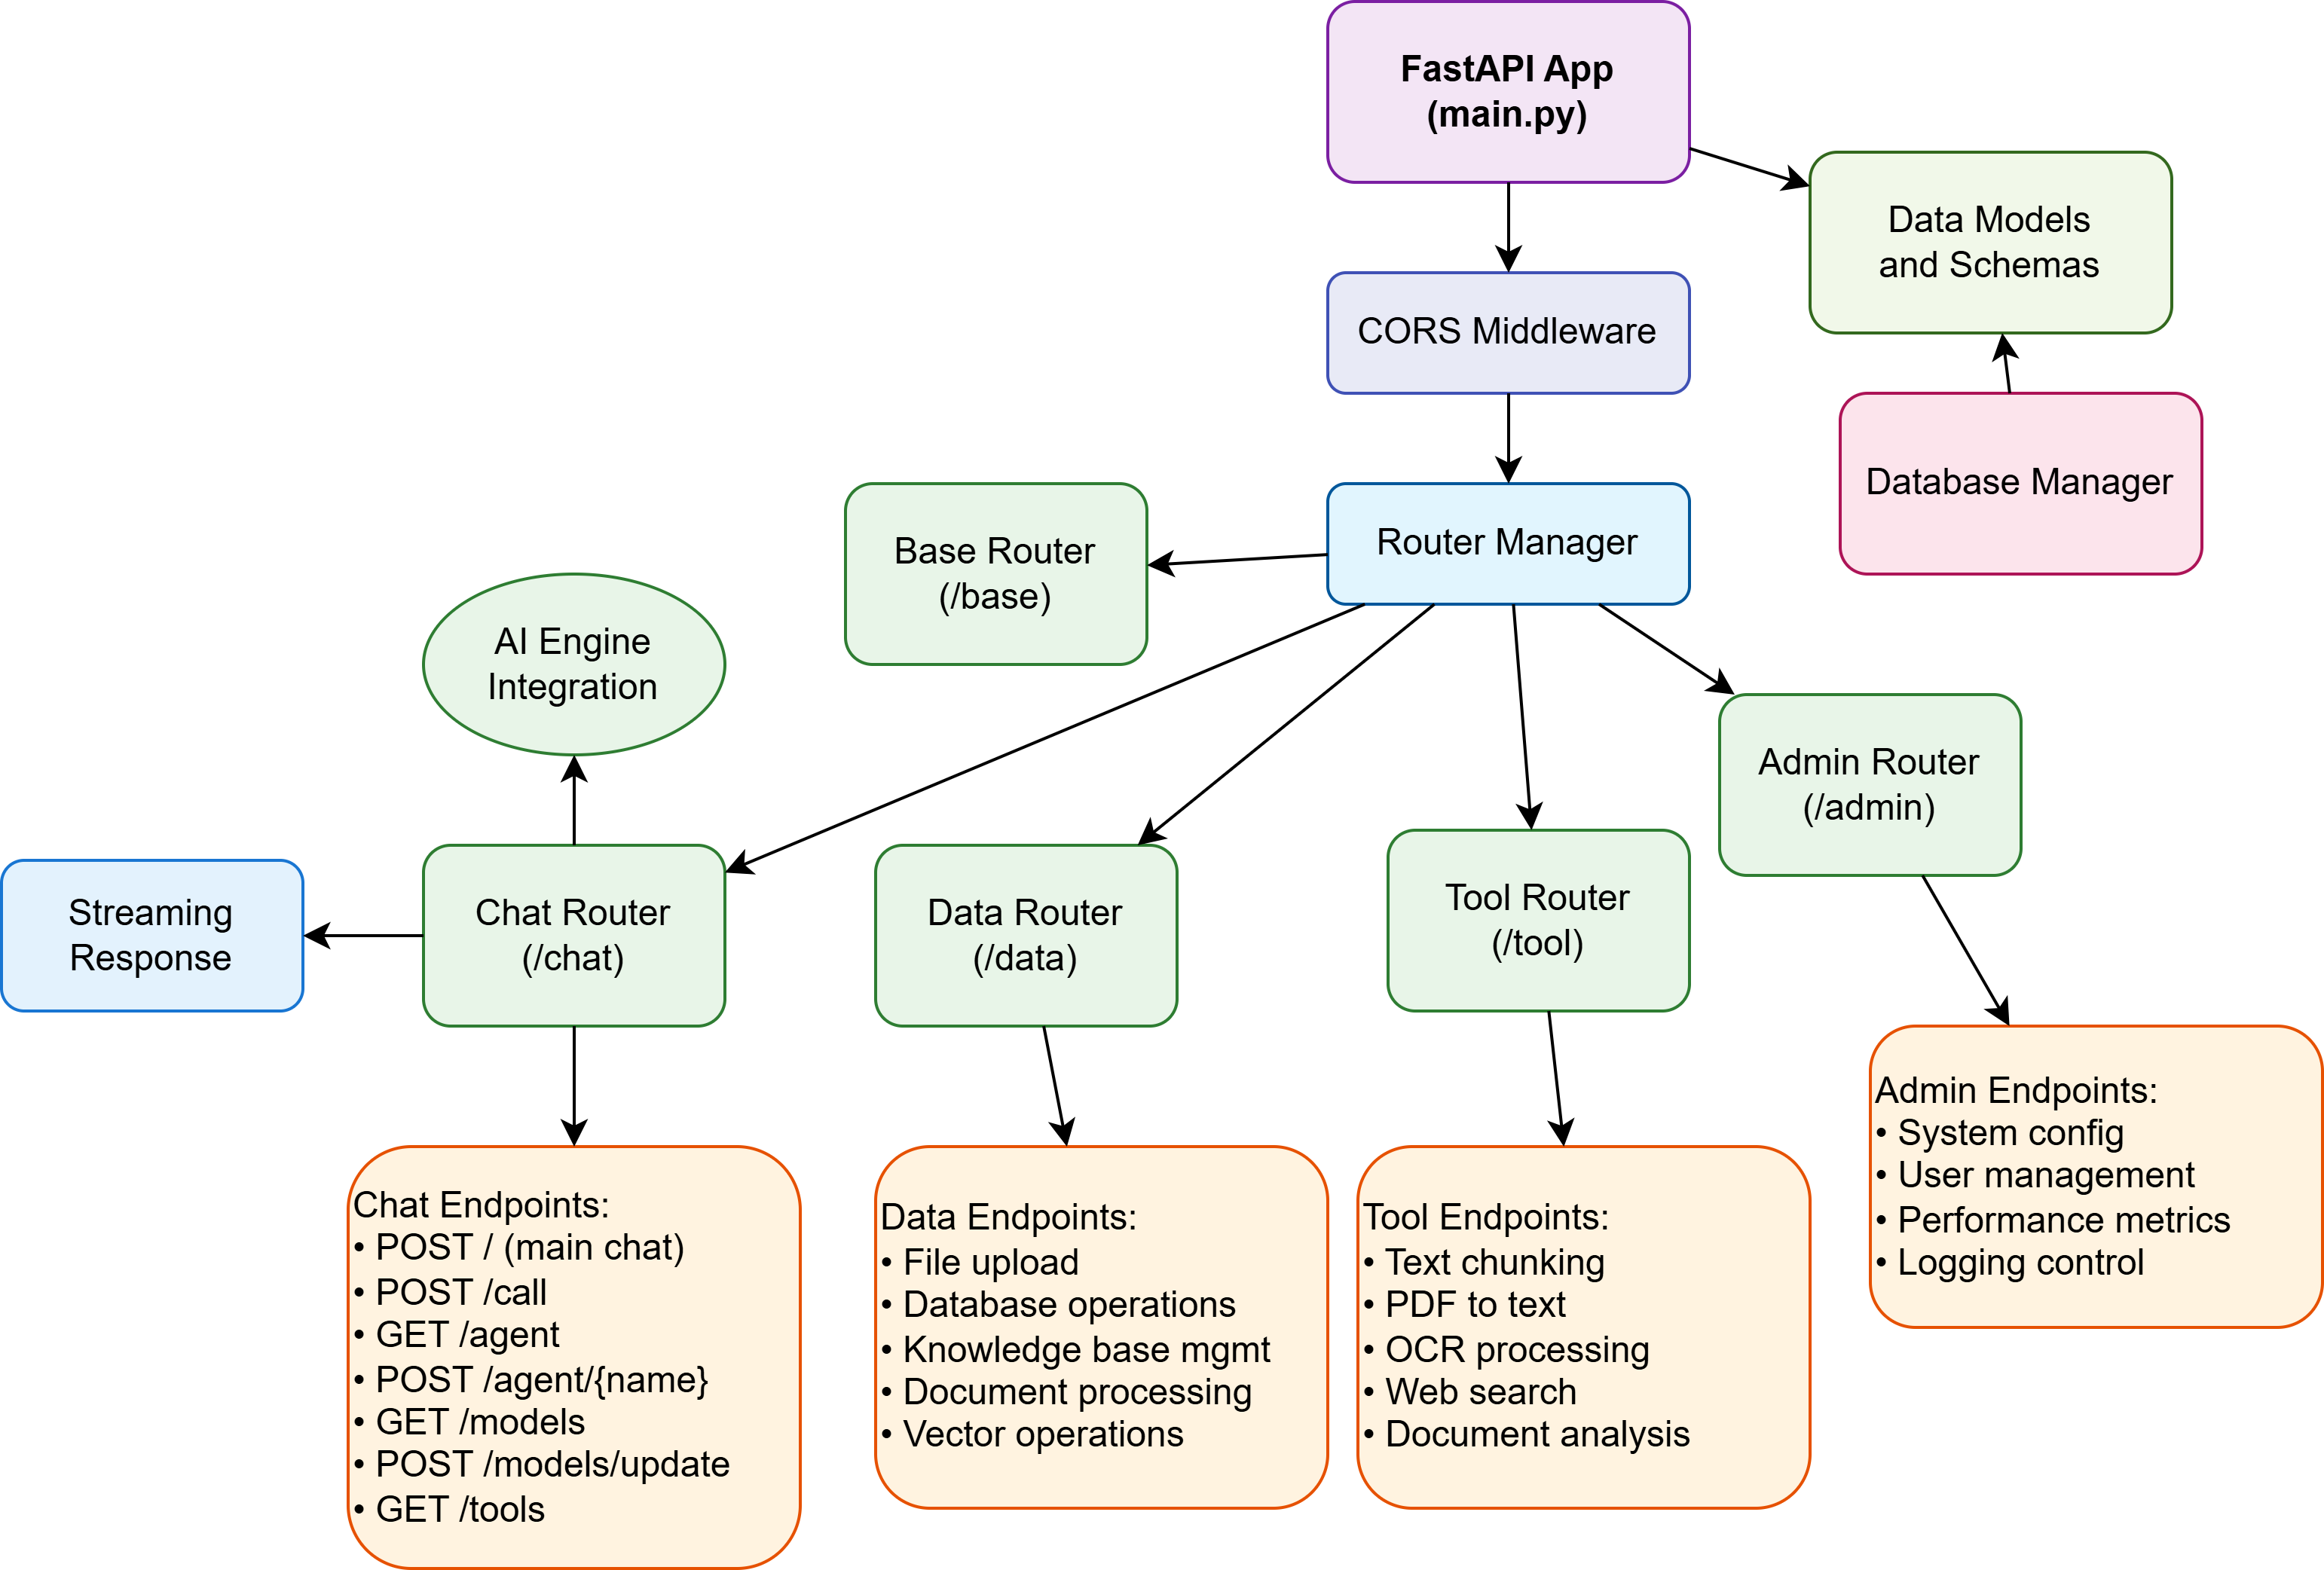 FastAPI App
(main.py)
Data Models
and Schemas
CORS Middleware
Database Manager
Router Manager
Base Router
(/base)
AI Engine
Integration
Admin Router
(/admin)
Streaming
Response
Chat Router
(/chat)
Data Router
(/data)
Tool Router
(/tool)
Admin Endpoints:
• System config
• User management
• Performance metrics
• Logging control
Chat Endpoints:
• POST / (main chat)
• POST /call
• GET /agent
• POST /agent/{name}
• GET /models
• POST /models/update
• GET /tools
Data Endpoints:
• File upload
• Database operations
• Knowledge base mgmt
• Document processing
• Vector operations
Tool Endpoints:
• Text chunking
• PDF to text
• OCR processing
• Web search
• Document analysis